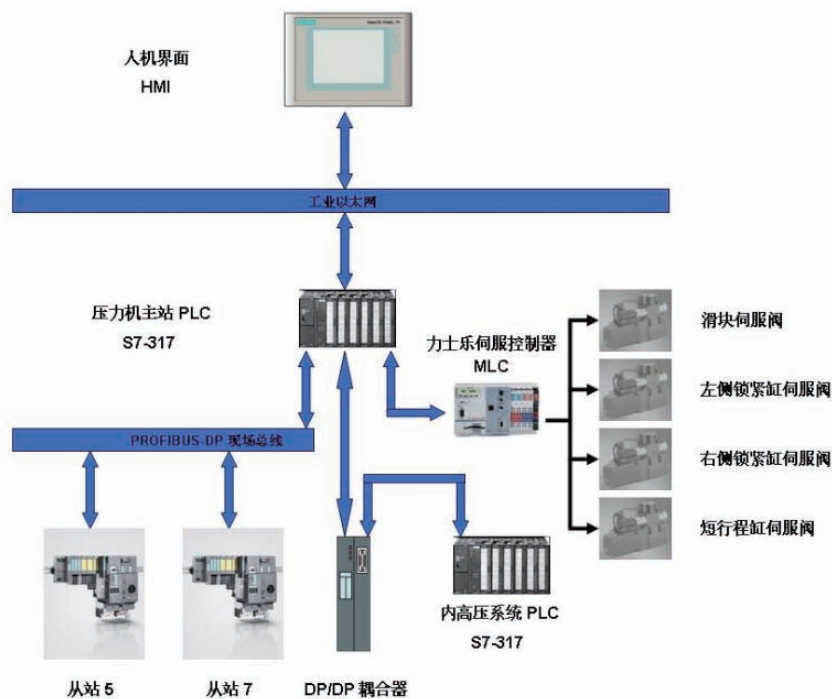 人机界面
HMI
SIMATIC PANEL
工业以太网
压力机主站 PLC
S7-317
力士乐伺服控制器
MLC
滑块伺服阀
左侧锁紧缸伺服阀
右侧锁紧缸伺服阀
短行程缸伺服阀
PROFIBUS-DP 现场总线
内高压系统 PLC
S7-317
从站 5
从站 7
DP/DP 耦合器